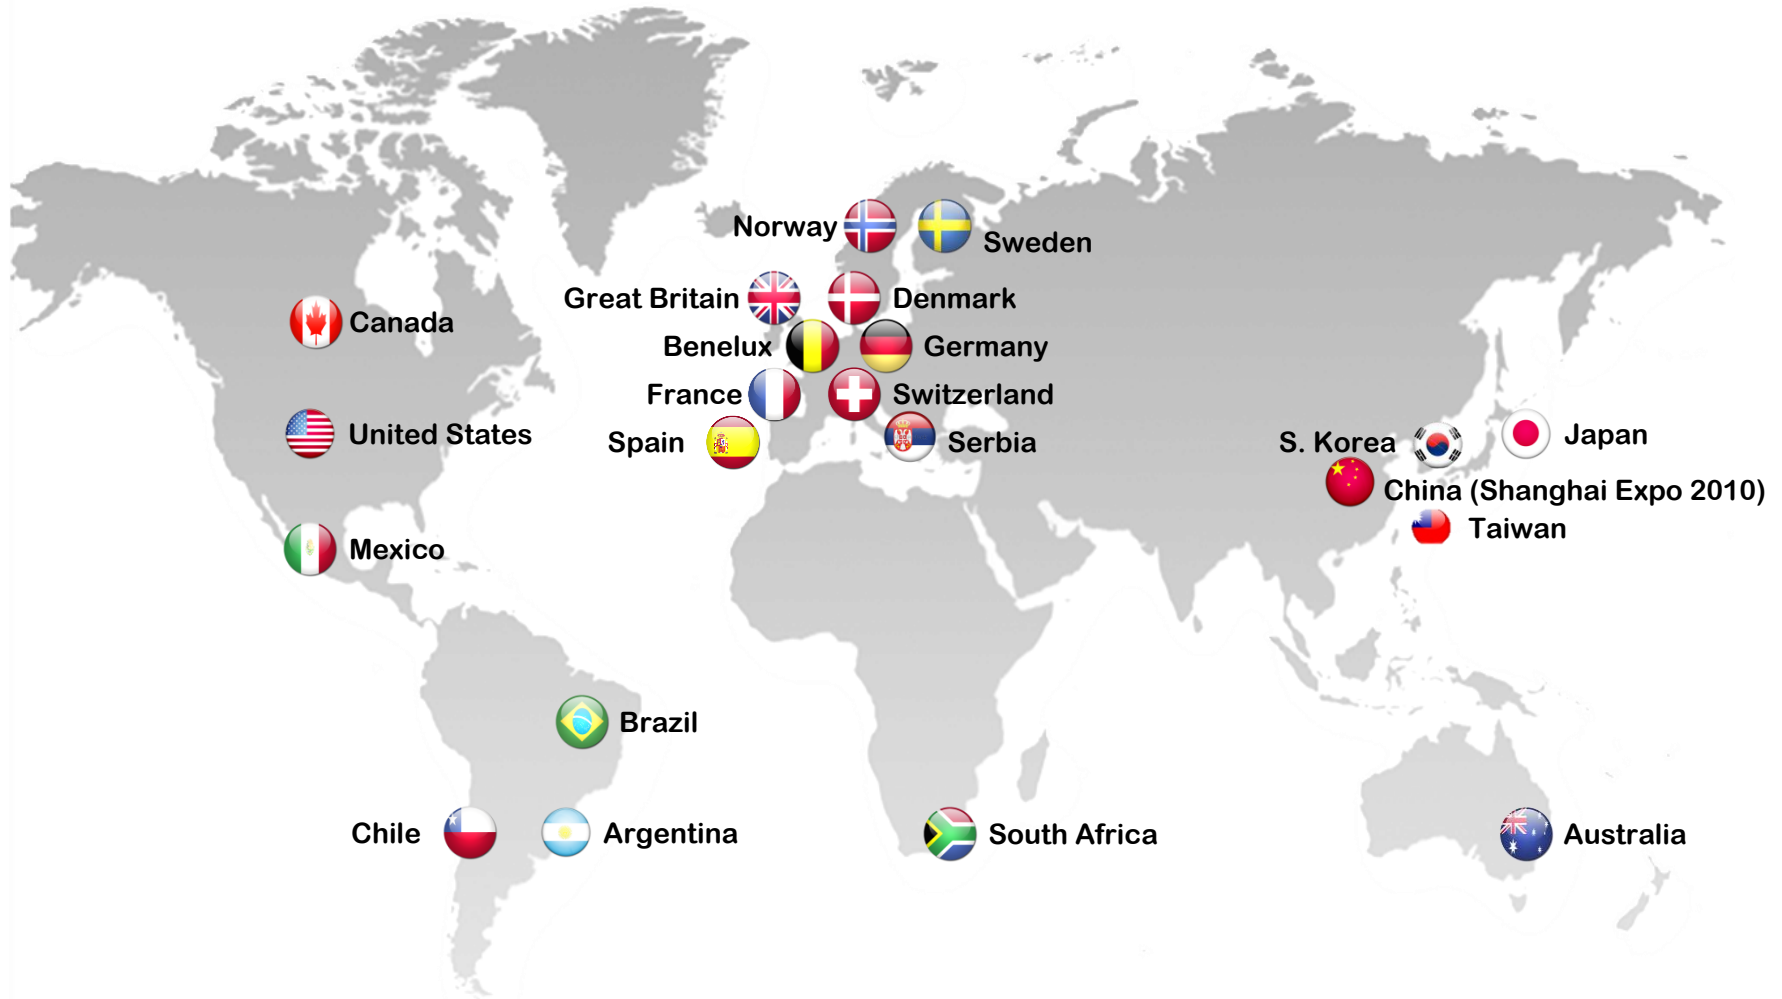 Norway
Sweden
Great Britain
Denmark
Canada
Benelux
Germany
France
Switzerland
United States
Spain
Serbia
S. Korea
Japan
China (Shanghai Expo 2010)
Taiwan
Mexico
Brazil
Chile
Argentina
South Africa
Australia